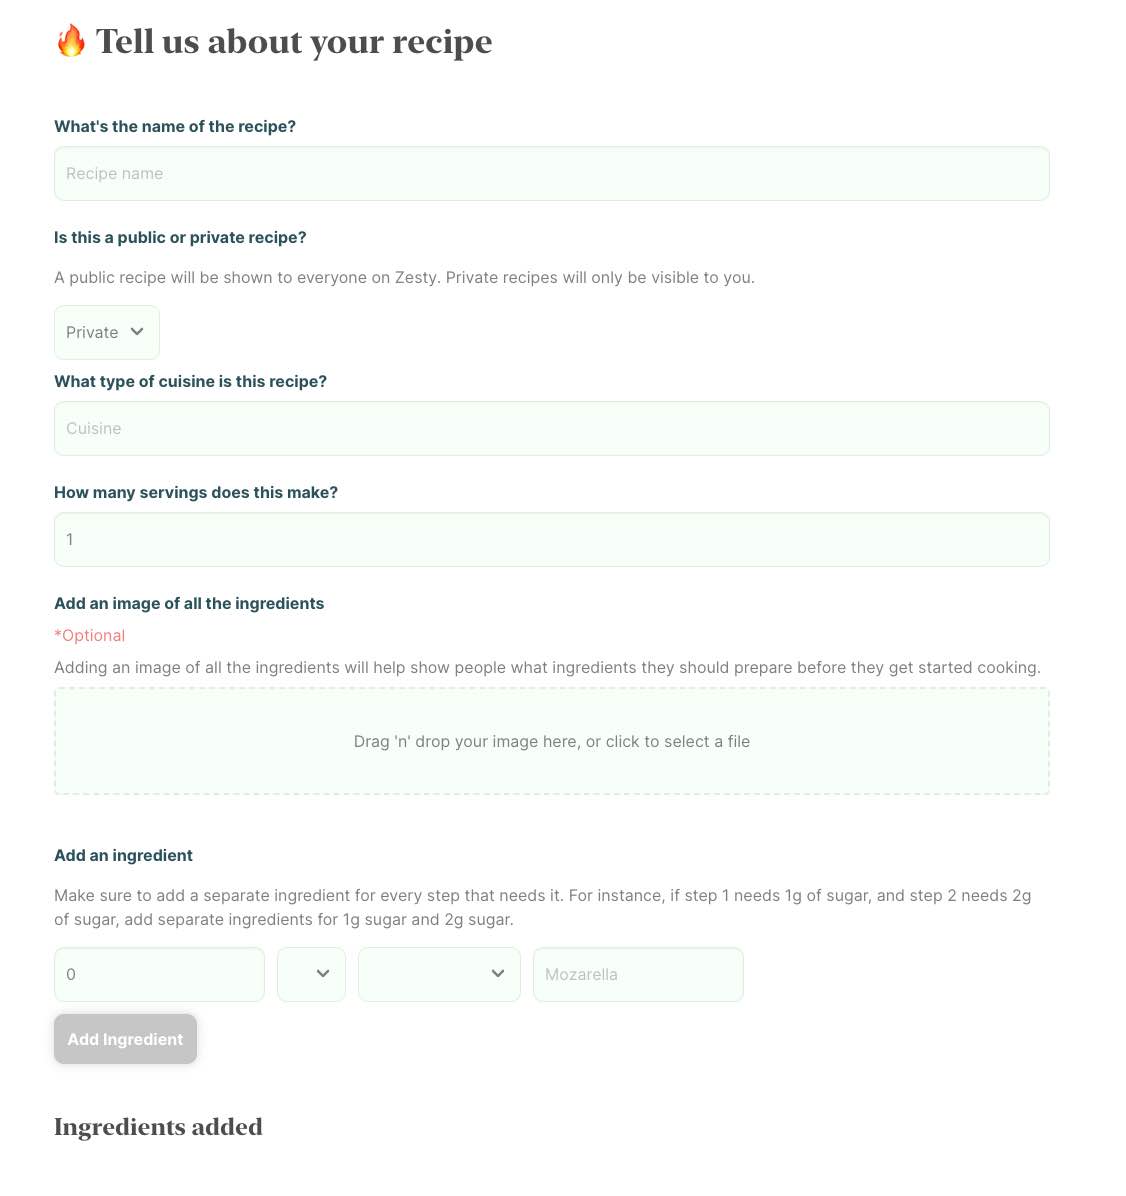 🔥 Tell us about your recipe
What's the name of the recipe?
Recipe name
Is this a public or private recipe?
A public recipe will be shown to everyone on Zesty. Private recipes will only be visible to you.
Private
What type of cuisine is this recipe?
Cuisine
How many servings does this make?
1
Add an image of all the ingredients
*Optional
Adding an image of all the ingredients will help show people what ingredients they should prepare before they get started cooking.
Drag 'n' drop your image here, or click to select a file
Add an ingredient
Make sure to add a separate ingredient for every step that needs it. For instance, if step 1 needs 1g of sugar, and step 2 needs 2g
of sugar, add separate ingredients for 1g sugar and 2g sugar.
0 Mozarella
Add Ingredient
Ingredients added